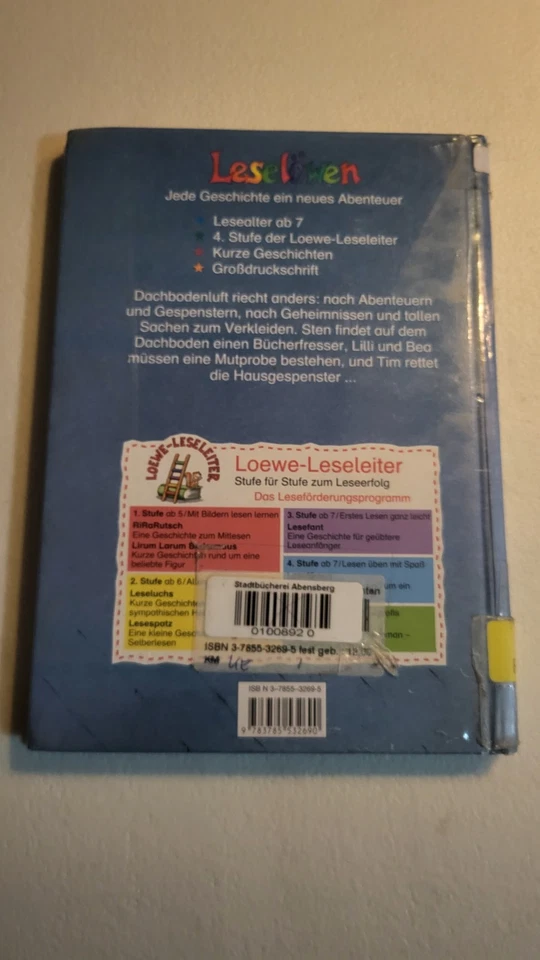 Leselöwen
Jede Geschichte ein neues Abenteuer
Lesealter ab 7
4. Stufe der Loewe-Leseleiter
Kurze Geschichten
Großdruckschrift
Dachbodenluft riecht anders: nach Abenteuern
und Gespenstern, nach Geheimnissen und tollen
Sachen zum Verkleiden. Sten findet auf dem
Dachboden einen Bücherfresser, Lilli und Bea
müssen eine Mutprobe bestehen, und Tim rettet
die Hausgespenster ...
LOEWE-LESELEITER
Loewe-Leseleiter
Stufe für Stufe zum Leseerfolg
Das Leseförderungsprogramm
1. Stufe ab 5/Mit Bildern lesen lernen
RiRaRutsch
Eine Geschichte zum Mitlesen
Lirum Larum
Kurze Geschichten rund um eine
beliebte Figur
2. Stufe ab 6/
Leseluchs
Kurze
sympathischen
Lesespatz
Eine kleine
Selberlesen
3. Stufe ab 7/Erstes Lesen ganz leicht
Lesefant
Eine Geschichte für geübtere
Leseanfänger
4. Stufe ab 7/Lesen üben mit Spaß
um ein
Stadtbücherei Abensberg
0100892 0
ISBN 3-7855-3269-5 fest geb.
ISBN 3-7855-3269-5
9 783785 532690